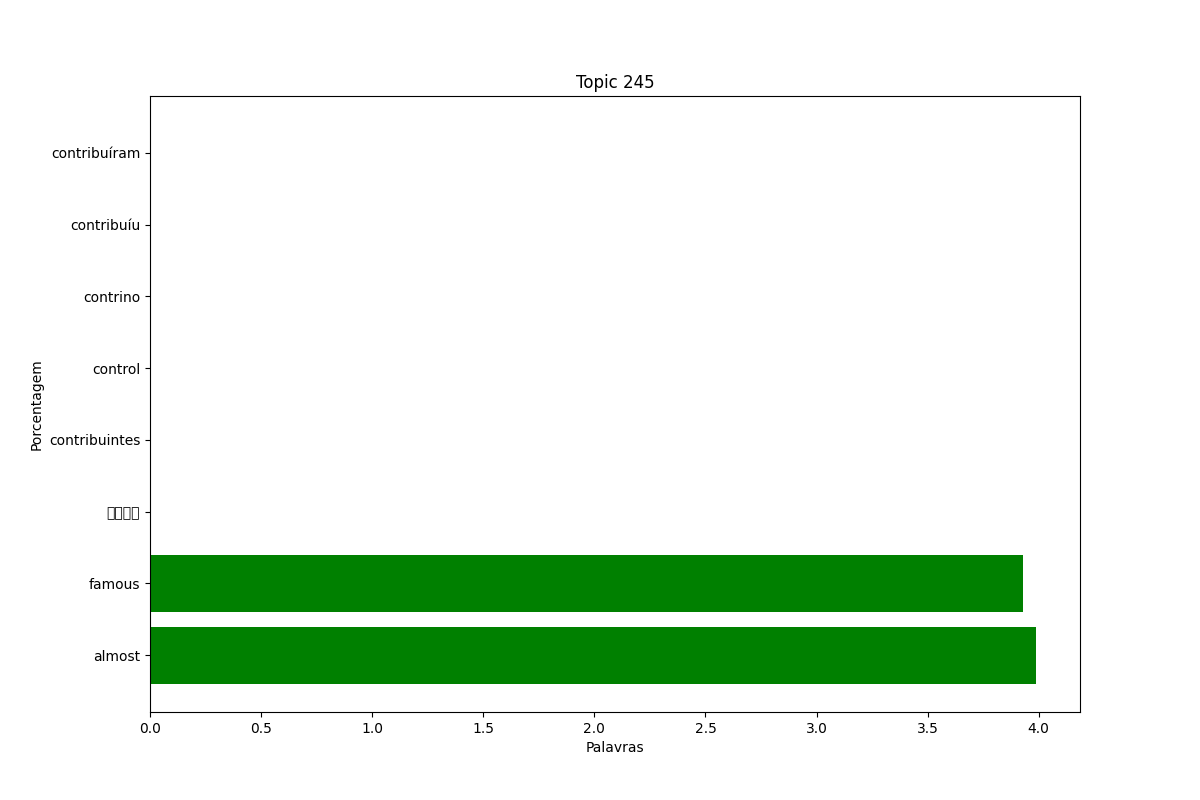 Topic 245
contribuíram
contribuíu
contrino
control
contribuintes
famous
almost
Porcentagem
0.0 0.5 1.0 1.5 2.0 2.5 3.0 3.5 4.0
Palavras